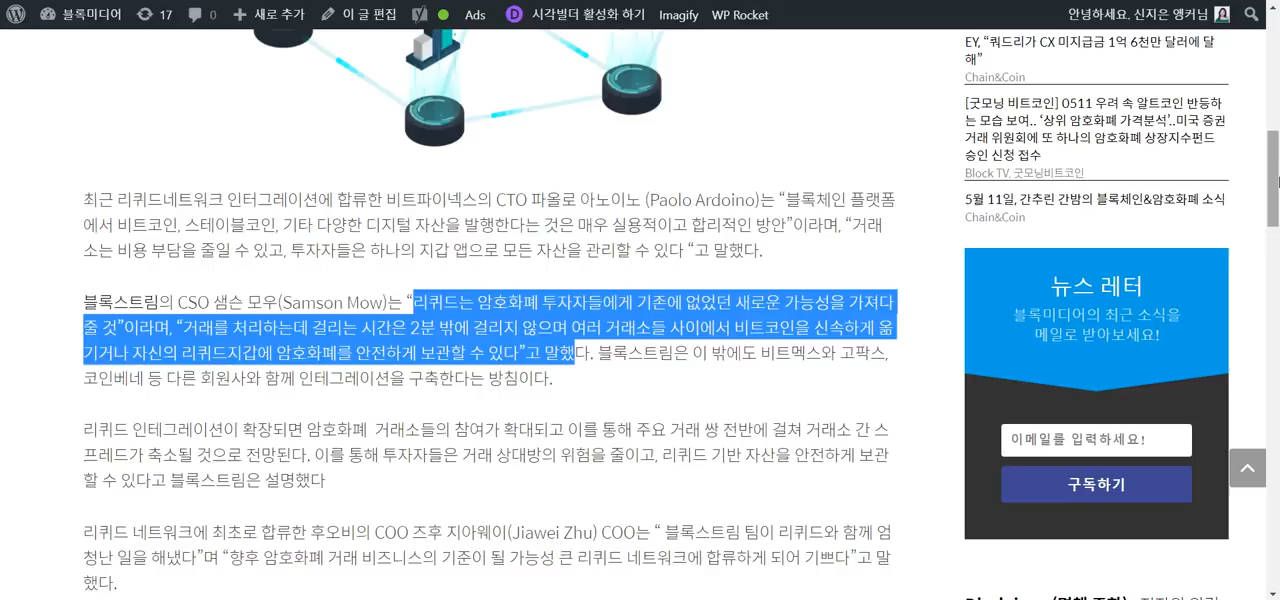 블록미디어 17 0 새로 추가 이 글 편집 Ads 시각빌더 활성화 하기 Imagify WP Rocket 안녕하세요. 신지은 앵커님
최근 리퀴드네트워크 인터그레이션에 합류한 비트파이넥스의 CTO 파올로 아노이노 (Paolo Ardoino)는 “블록체인 플랫폼
에서 비트코인, 스테이블코인, 기타 다양한 디지털 자산을 발행한다는 것은 매우 실용적이고 합리적인 방안”이라며, “거래
소는 비용 부담을 줄일 수 있고, 투자자들은 하나의 지갑 앱으로 모든 자산을 관리할 수 있다 “고 말했다.
블록스트림의 CSO 샘슨 모우(Samson Mow)는 “리퀴드는 암호화폐 투자자들에게 기존에 없었던 새로운 가능성을 가져다
줄 것”이라며, “거래를 처리하는데 걸리는 시간은 2분 밖에 걸리지 않으며 여러 거래소들 사이에서 비트코인을 신속하게 옮
기거나 자신의 리퀴드지갑에 암호화폐를 안전하게 보관할 수 있다”고 말했다. 블록스트림은 이 밖에도 비트멕스와 고팍스,
코인베네 등 다른 회원사와 함께 인테그레이션을 구축한다는 방침이다.
리퀴드 인테그레이션이 확장되면 암호화폐 거래소들의 참여가 확대되고 이를 통해 주요 거래 쌍 전반에 걸쳐 거래소 간 스
프레드가 축소될 것으로 전망된다. 이를 통해 투자자들은 거래 상대방의 위험을 줄이고, 리퀴드 기반 자산을 안전하게 보관
할 수 있다고 블록스트림은 설명했다
리퀴드 네트워크에 최초로 합류한 후오비의 COO 즈후 지아웨이(Jiawei Zhu) COO는 “ 블록스트림 팀이 리퀴드와 함께 엄
청난 일을 해냈다”며 “향후 암호화폐 거래 비즈니스의 기준이 될 가능성 큰 리퀴드 네트워크에 합류하게 되어 기쁘다”고 말
했다.
EY, “쿼드리가 CX 미지급금 1억 6천만 달러에 달
해”
Chain&Coin
[굿모닝 비트코인] 0511 우려 속 알트코인 반등하
는 모습 보여.. ‘상위 암호화폐 가격분석’..미국 증권
거래 위원회에 또 하나의 암호화폐 상장지수펀드
승인 신청 접수
Block TV, 굿모닝비트코인
5월 11일, 간추린 간밤의 블록체인&암호화폐 소식
Chain&Coin
뉴스 레터
블록미디어의 최근 소식을
메일로 받아보세요!
이메일를 입력하세요!
구독하기